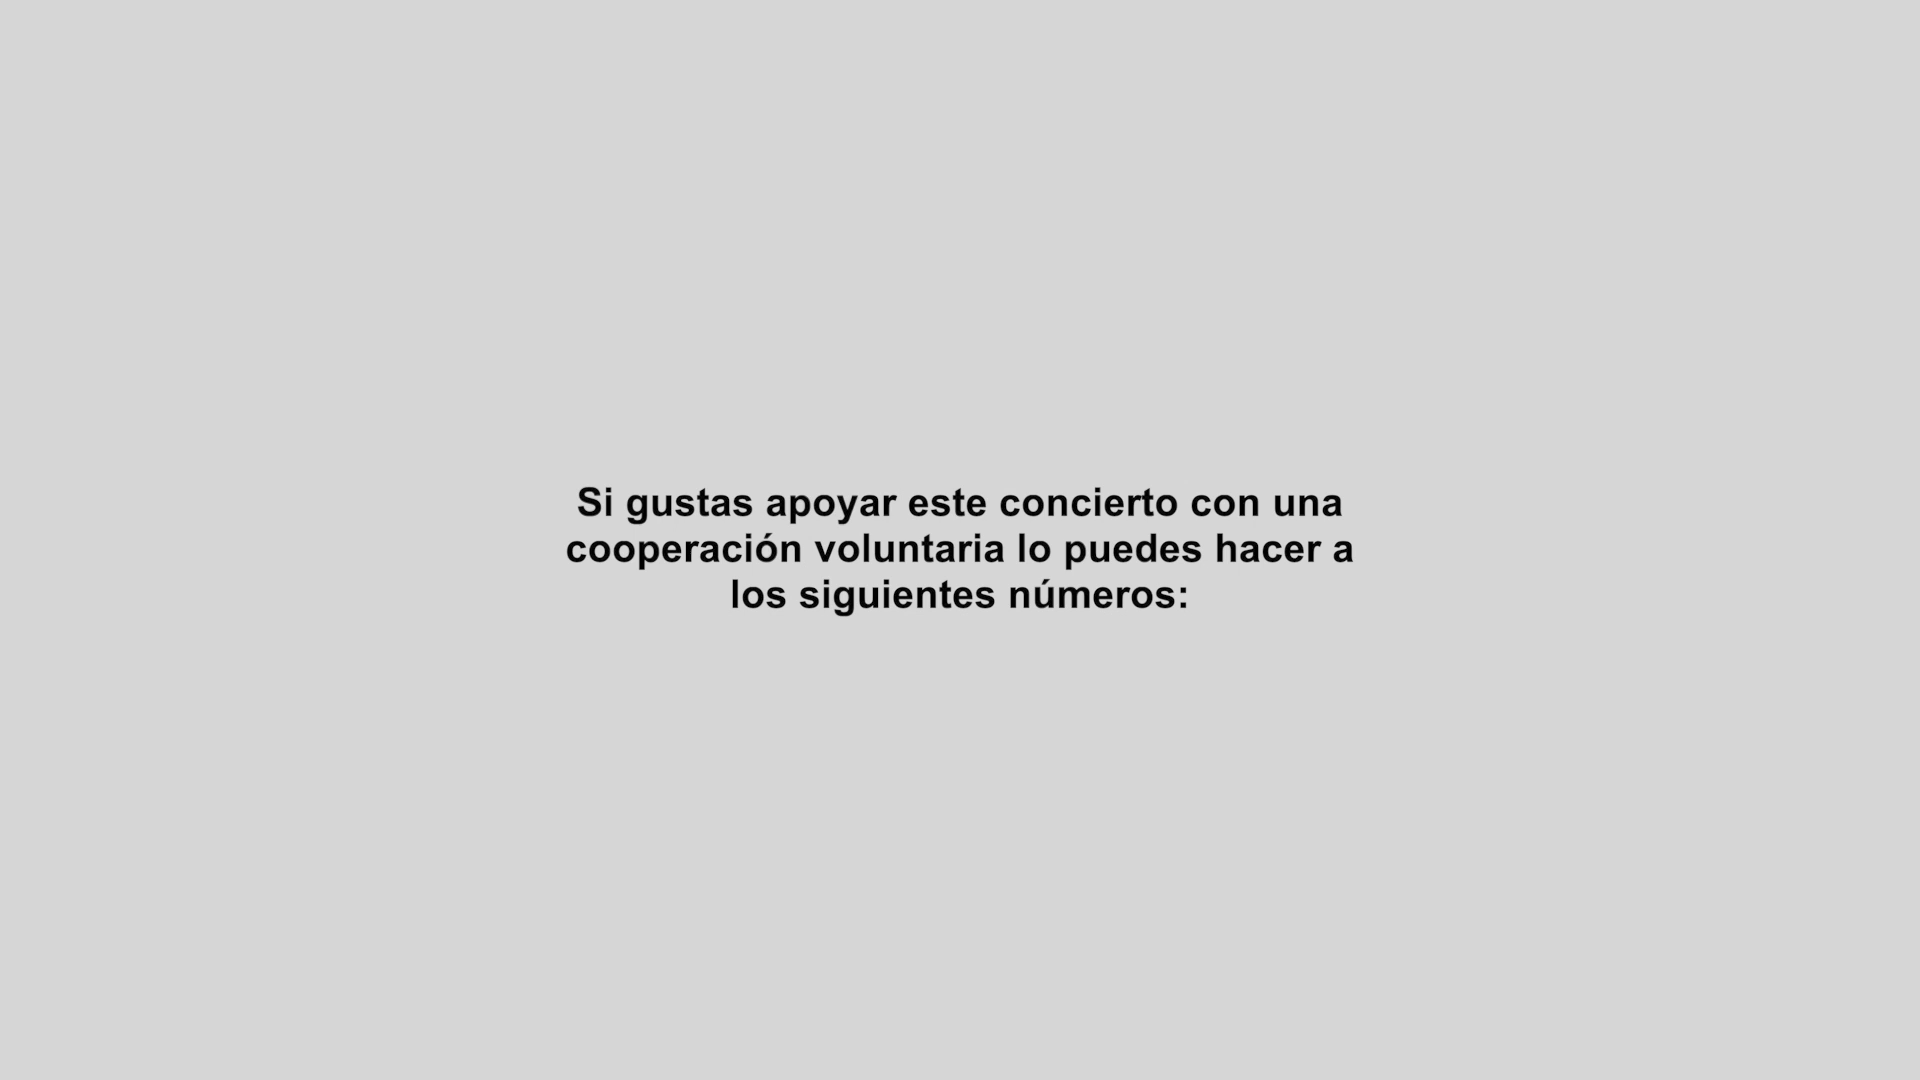 Si gustas apoyar este concierto con una
cooperación voluntaria lo puedes hacer a
los siguientes números: